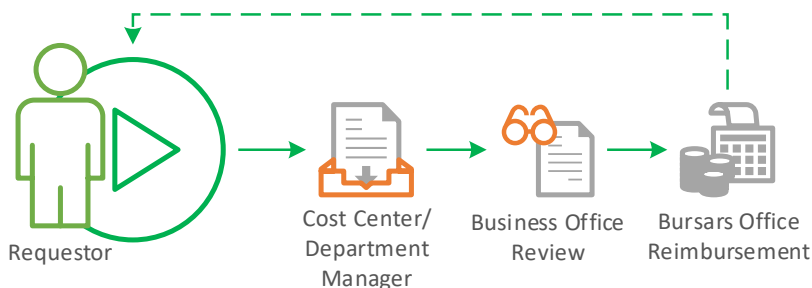 Requestor
Cost Center/
Department
Manager
Business Office
Review
Bursars Office
Reimbursement